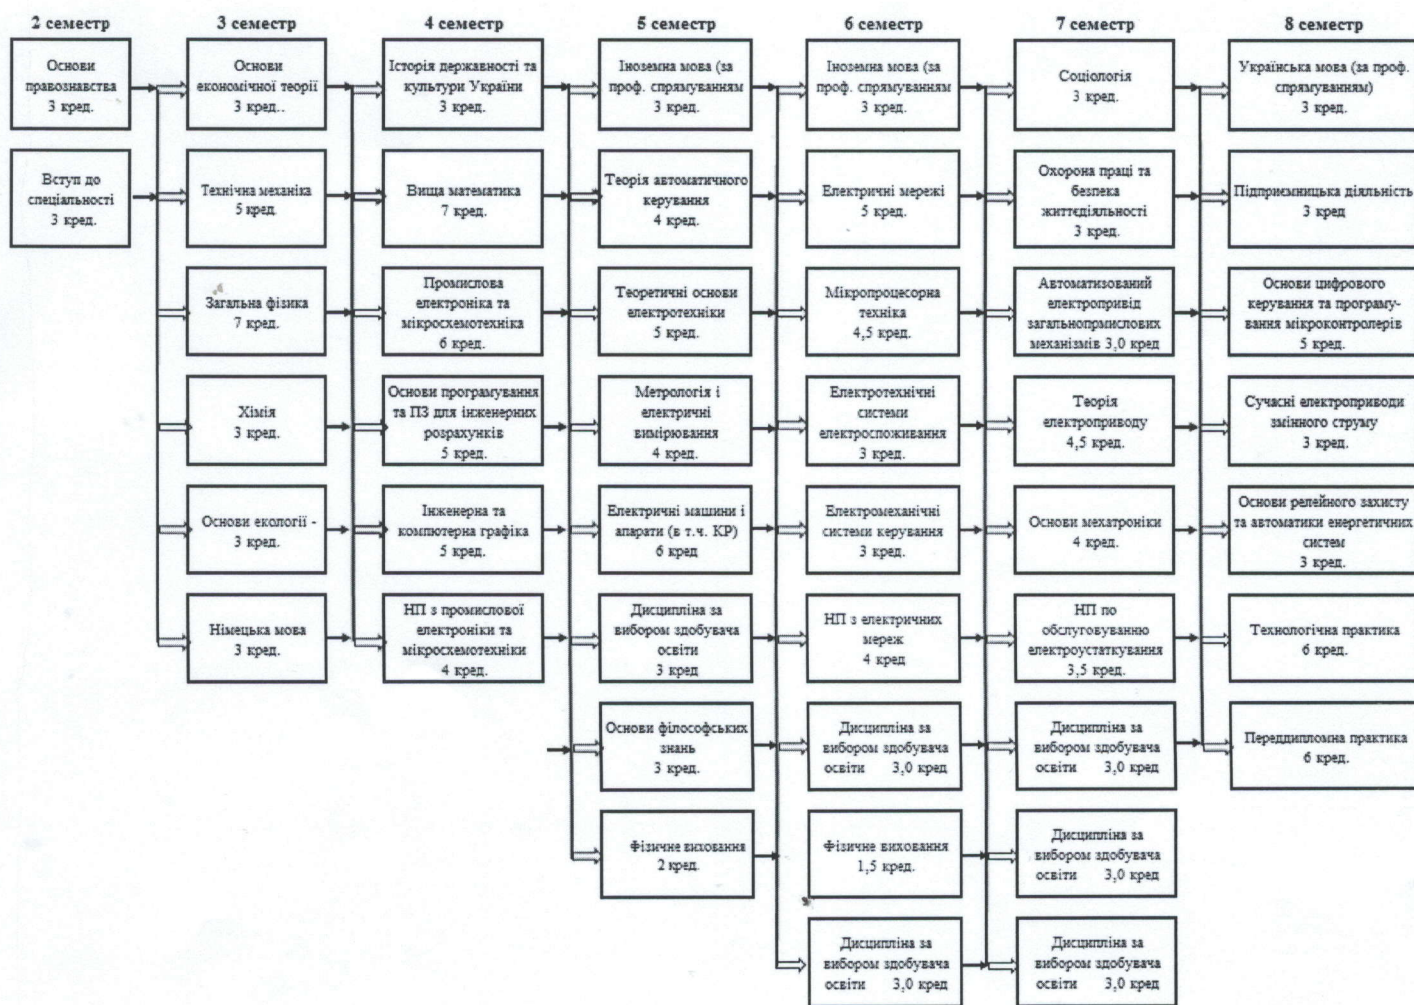 2 семестр
3 семестр
4 семестр
5 семестр
6 семестр
7 семестр
8 семестр
Основи
правознавства
3 кред.
Основи
економічної теорії
3 кред..
Історія державності та
культури України
3 кред.
Іноземна мова (за
проф. спрямуванням
3 кред.
Іноземна мова (за
проф. спрямуванням
3 кред.
Соціологія
3 кред.
Українська мова (за проф.
спрямуванням)
3 кред.
Вступ до
спеціальності
3 кред.
Технічна механіка
5 кред.
Вища математика
7 кред.
Теорія автоматичного
керування
4 кред.
Електричні мережі
5 кред.
Охорона праці та
безпека
життєдіяльності
3 кред.
Підприємницька діяльність
3 кред
Загальна фізика
7 кред.
Промислова
електроніка та
мікросхемотехніка
6 кред.
Теоретичні основи
електротехніки
5 кред.
Мікропроцесорна
техніка
4,5 кред.
Автоматизований
електропривід
загальнопрмислових
механізмів 3,0 кред
Основи цифрового
керування та програму-
вання мікроконтролерів
5 кред.
Хімія
3 кред.
Основи програмування
та ПЗ для інженерних
розрахунків
5 кред.
Метрологія і
електричні
вимірювання
4 кред.
Електротехнічні
системи
електроспоживання
3 кред.
Теорія
електроприводу
4,5 кред.
Сучасні електроприводи
змінного струму
3 кред.
Основи екології -
3 кред.
Інженерна та
компютерна графіка
5 кред.
Електричні машини і
апарати (в т.ч. КР)
6 кред
Електромеханічні
системи керування
3 кред.
Основи мехатроніки
4 кред.
Основи релейного захисту
та автоматики енергетичних
систем
3 кред.
Німецька мова
3 кред.
НП з промислової
електроніки та
мікросхемотехніки
4 кред.
Дисципліна за
вибором здобувача
освіти
3 кред
НП з електричних
мереж
4 кред
НП по
обслуговуванню
електроустаткування
3,5 кред.
Технологічна практика
6 кред.
Основи філософських
знань
3 кред.
Дисципліна за
вибором здобувача
освіти 3,0 кред
Дисципліна за
вибором здобувача
освіти 3,0 кред
Переддипломна практика
6 кред.
Фізичне виховання
2 кред.
Фізичне виховання
1,5 кред.
Дисципліна за
вибором здобувача
освіти 3,0 кред
Дисципліна за
вибором здобувача
освіти 3,0 кред
Дисципліна за
вибором здобувача
освіти 3,0 кред